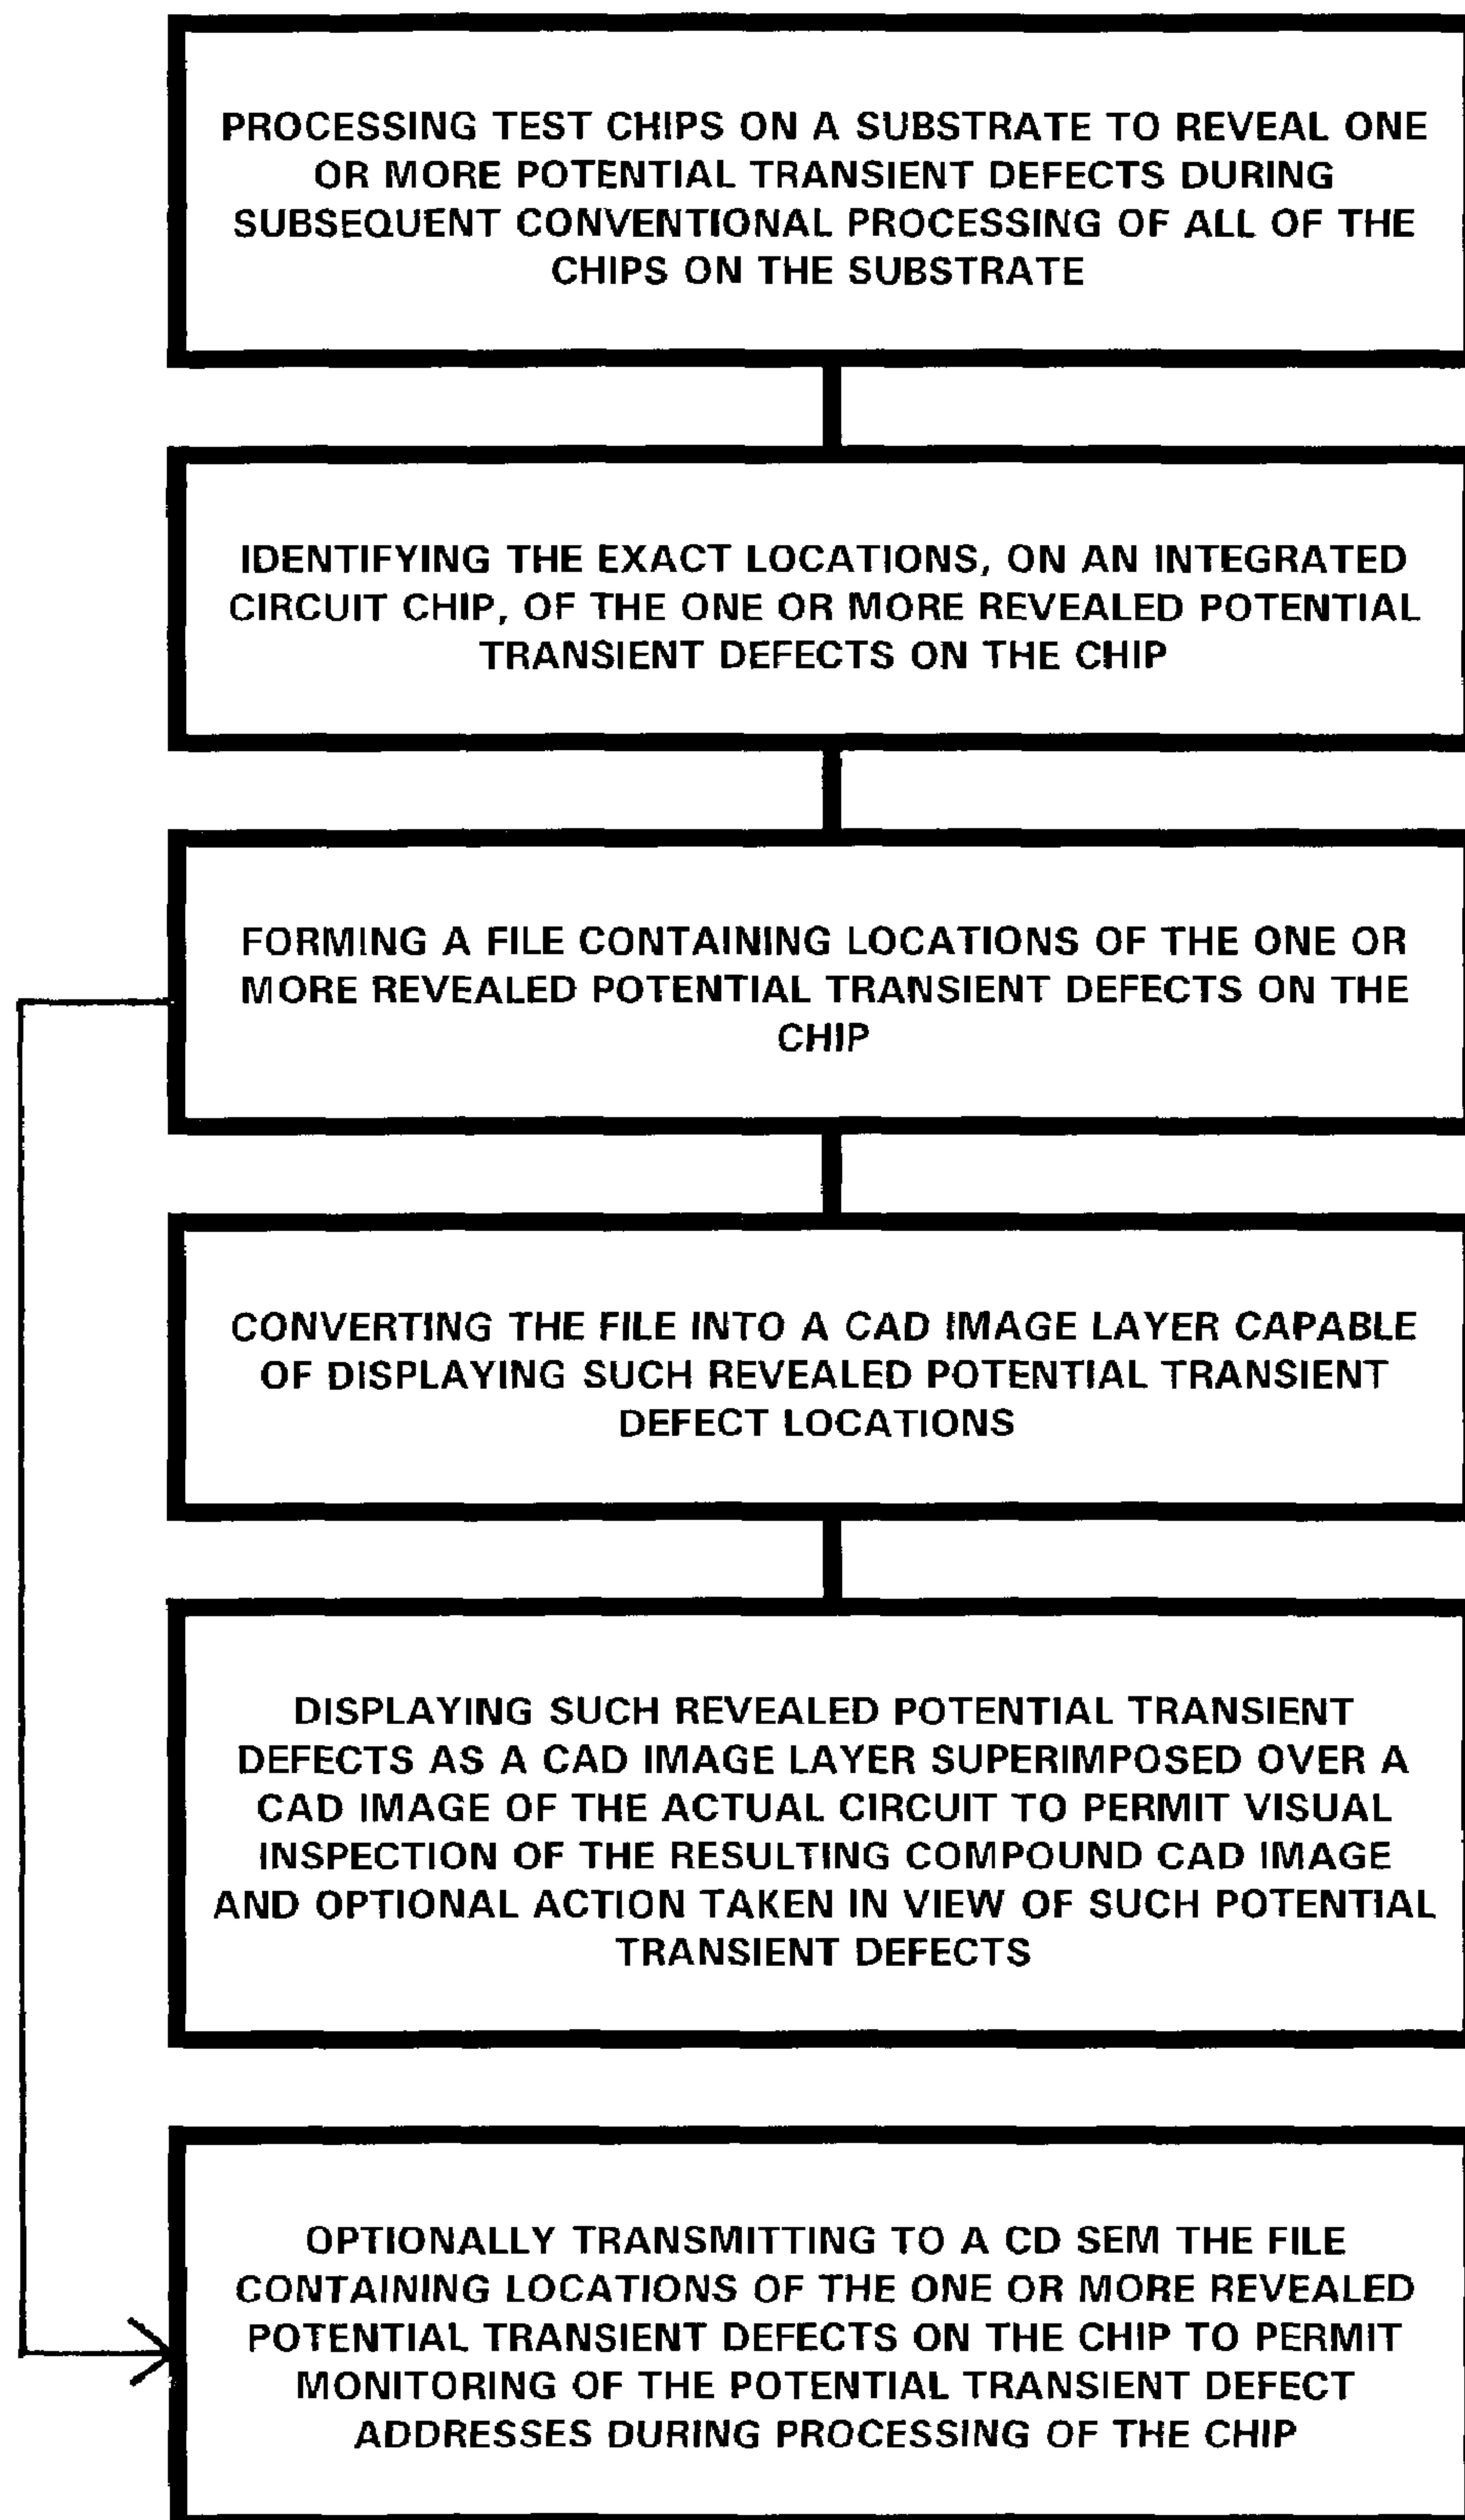 PROCESSING TEST CHIPS ON A SUBSTRATE TO REVEAL ONE
OR MORE POTENTIAL TRANSIENT DEFECTS DURING
SUBSEQUENT CONVENTIONAL PROCESSING OF ALL OF THE
CHIPS ON THE SUBSTRATE
IDENTIFYING THE EXACT LOCATIONS, ON AN INTEGRATED
CIRCUIT CHIP, OF THE ONE OR MORE REVEALED POTENTIAL
TRANSIENT DEFECTS ON THE CHIP
FORMING A FILE CONTAINING LOCATIONS OF THE ONE OR
MORE REVEALED POTENTIAL TRANSIENT DEFECTS ON THE
CHIP
CONVERTING THE FILE INTO A CAD IMAGE LAYER CAPABLE
OF DISPLAYING SUCH REVEALED POTENTIAL TRANSIENT
DEFECT LOCATIONS
DISPLAYING SUCH REVEALED POTENTIAL TRANSIENT
DEFECTS AS A CAD IMAGE LAYER SUPERIMPOSED OVER A
CAD IMAGE OF THE ACTUAL CIRCUIT TO PERMIT VISUAL
INSPECTION OF THE RESULTING COMPOUND CAD IMAGE
AND OPTIONAL ACTION TAKEN IN VIEW OF SUCH POTENTIAL
TRANSIENT DEFECTS
OPTIONALLY TRANSMITTING TO A CD SEM THE FILE
CONTAINING LOCATIONS OF THE ONE OR MORE REVEALED
POTENTIAL TRANSIENT DEFECTS ON THE CHIP TO PERMIT
MONITORING OF THE POTENTIAL TRANSIENT DEFECT
ADDRESSES DURING PROCESSING OF THE CHIP